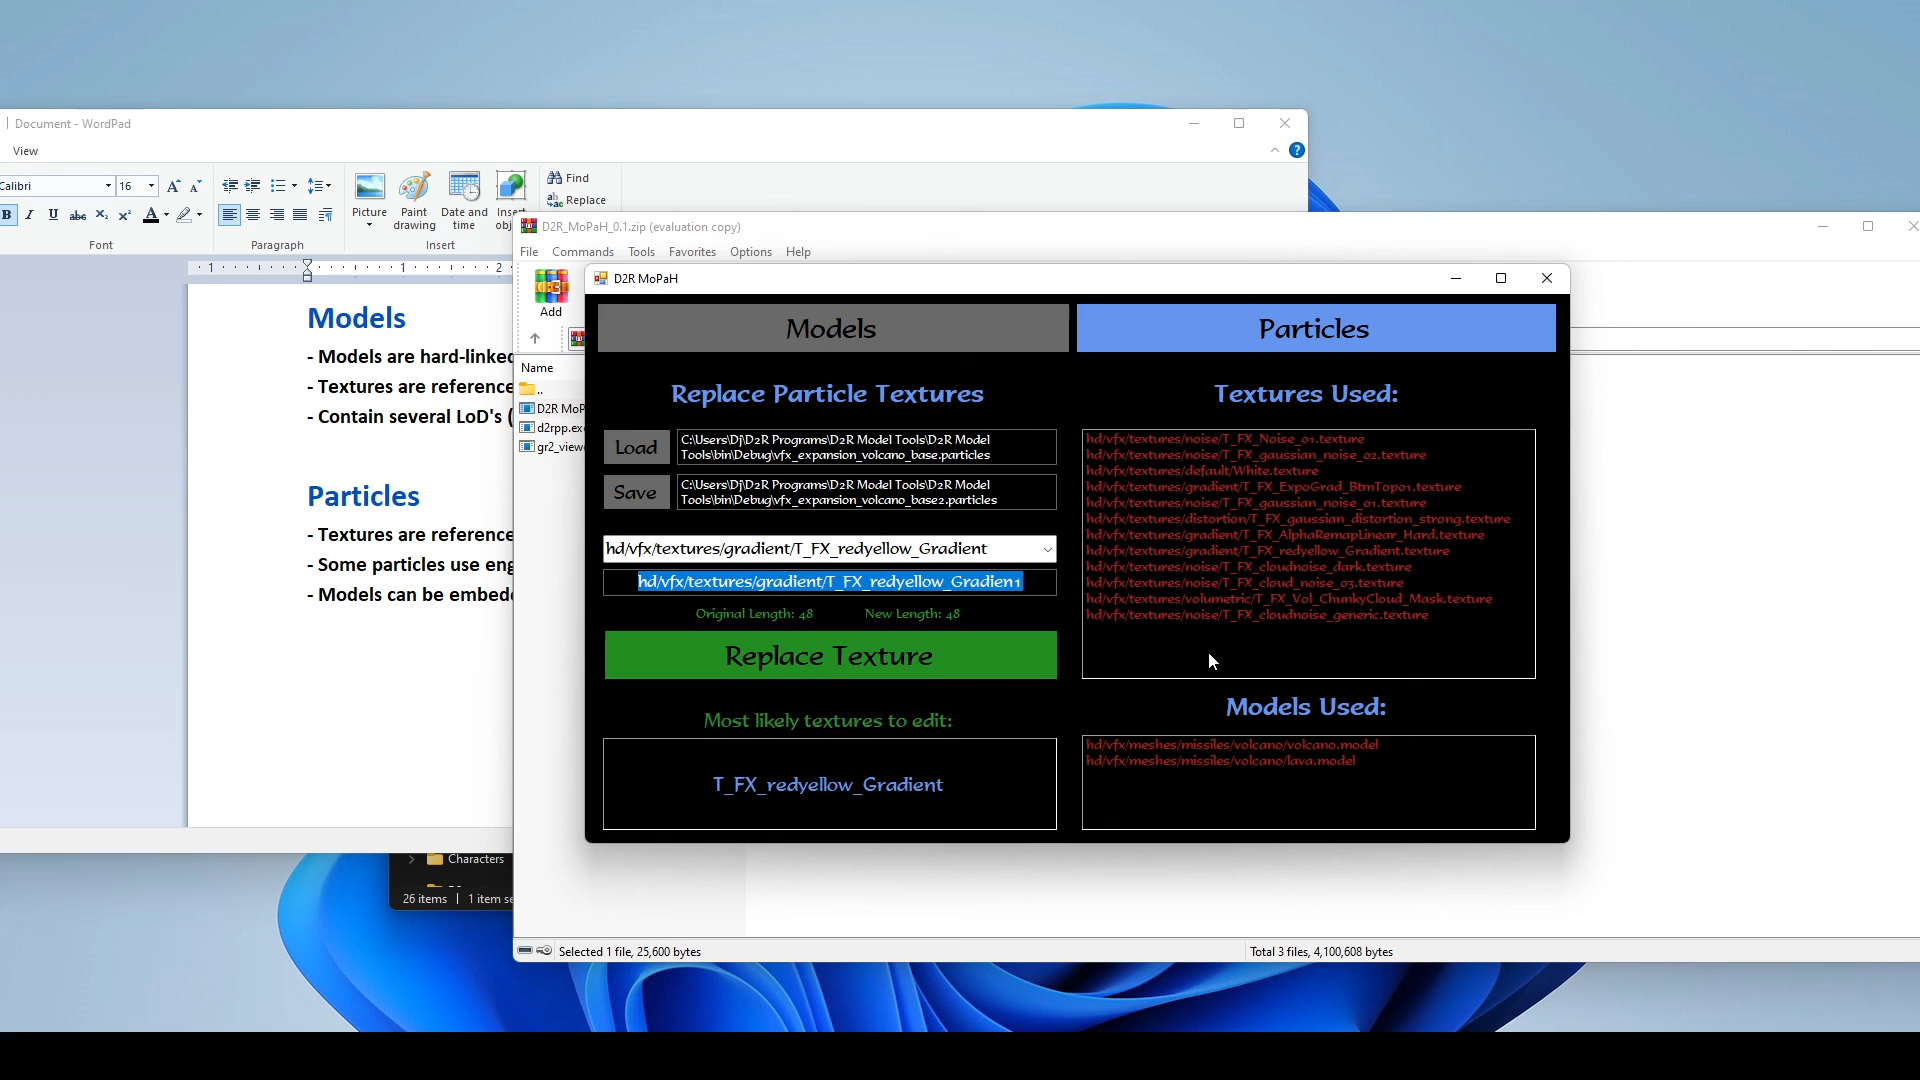 Document - WordPad
View
Calibri
16
Find
Replace
Picture
Paint drawing
Date and time
Insert
Font
Paragraph
Insert
1
1
2
Models
- Models are hard-linked
- Textures are reference
- Contain several LoD's (
Particles
- Textures are reference
- Some particles use eng
- Models can be embed
Characters
26 items
1 item se
D2R_MoPaH_0.1.zip (evaluation copy)
File Commands Tools Favorites Options Help
Add
Name
..
D2R MoP
d2rpp.ex
gr2_view
Selected 1 file, 25,600 bytes
Total 3 files, 4,100,608 bytes
D2R MoPaH
Models
Particles
Replace Particle Textures
Load
C:\Users\Dj\D2R Programs\D2R Model Tools\D2R Model
Tools\bin\Debug\vfx_expansion_volcano_base.particles
Save
C:\Users\Dj\D2R Programs\D2R Model Tools\D2R Model
Tools\bin\Debug\vfx_expansion_volcano_base2.particles
hd/vfx/textures/gradient/T_FX_redyellow_Gradient
hd/vfx/textures/gradient/T_FX_redyellow_Gradien1
Original Length: 48
New Length: 48
Replace Texture
Most likely textures to edit:
T_FX_redyellow_Gradient
Textures Used:
hd/vfx/textures/noise/T_FX_Noise_01.texture
hd/vfx/textures/noise/T_FX_gaussian_noise_02.texture
hd/vfx/textures/default/White.texture
hd/vfx/textures/gradient/T_FX_ExpoGrad_BtmTop01.texture
hd/vfx/textures/noise/T_FX_gaussian_noise_01.texture
hd/vfx/textures/distortion/T_FX_gaussian_distortion_strong.texture
hd/vfx/textures/gradient/T_FX_AlphaRemapLinear_Hard.texture
hd/vfx/textures/gradient/T_FX_redyellow_Gradient.texture
hd/vfx/textures/noise/T_FX_cloudnoise_dark.texture
hd/vfx/textures/noise/T_FX_cloud_noise_03.texture
hd/vfx/textures/volumetric/T_FX_Vol_ChunkyCloud_Mask.texture
hd/vfx/textures/noise/T_FX_cloudnoise_generic.texture
Models Used:
hd/vfx/meshes/missiles/volcano/volcano.model
hd/vfx/meshes/missiles/volcano/lava.model